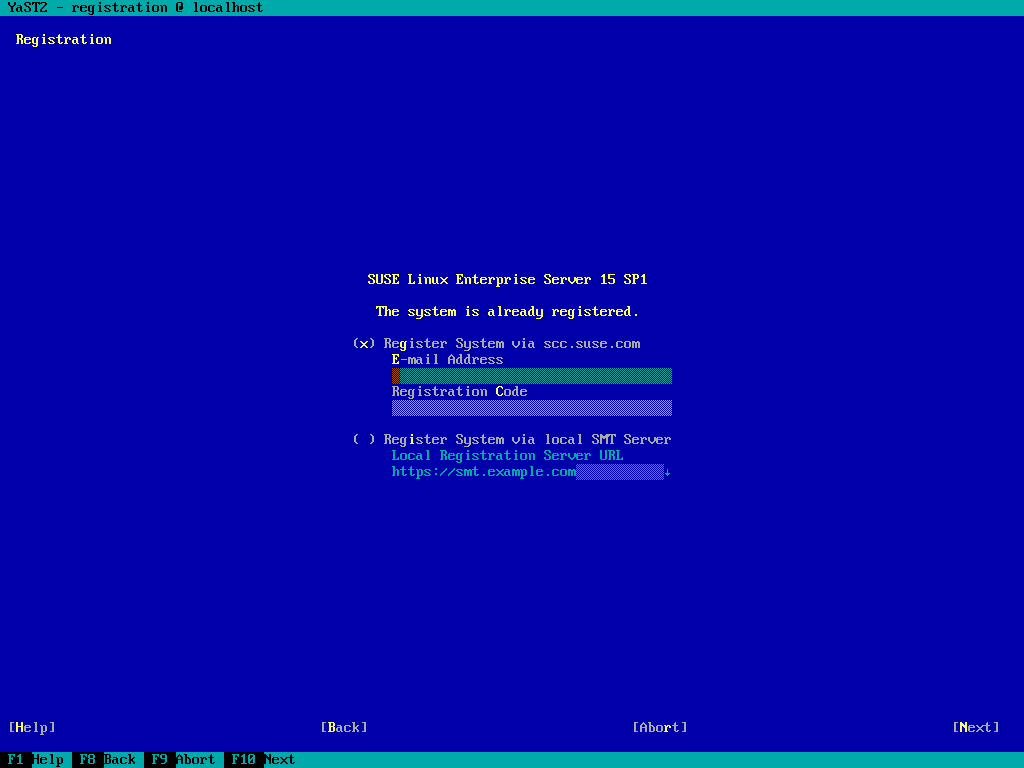 YaST2 - registration @ localhost
Registration
SUSE Linux Enterprise Server 15 SP1
The system is already registered.
(x) Register System via scc.suse.com
E-mail Address
Registration Code
( ) Register System via local SMT Server
Local Registration Server URL
https://smt.example.com ↓
[Help] [Back] [Abort] [Next]
F1 Help F8 Back F9 Abort F10 Next